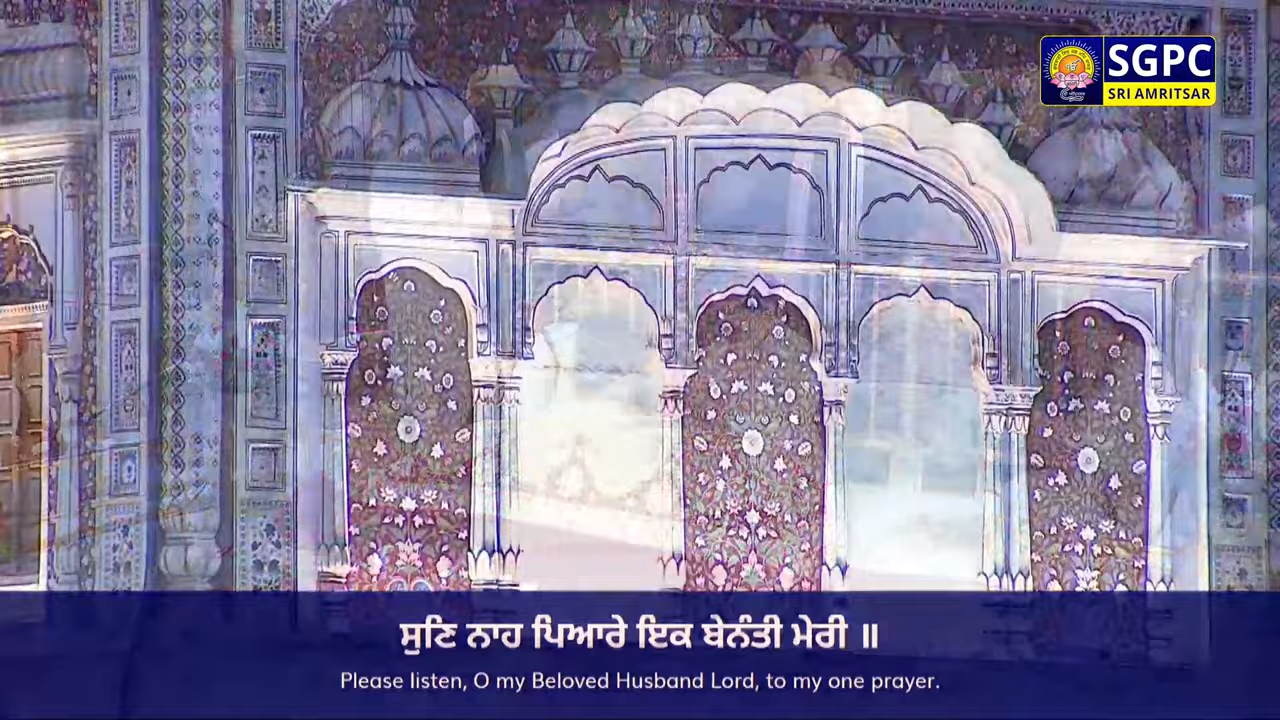 SGPC
SRI AMRITSAR
ਸੁਣਿ ਨਾਹ ਪਿਆਰੇ ਇਕ ਬੇਨੰਤੀ ਮੇਰੀ ॥
Please listen, O my Beloved Husband Lord, to my one prayer.